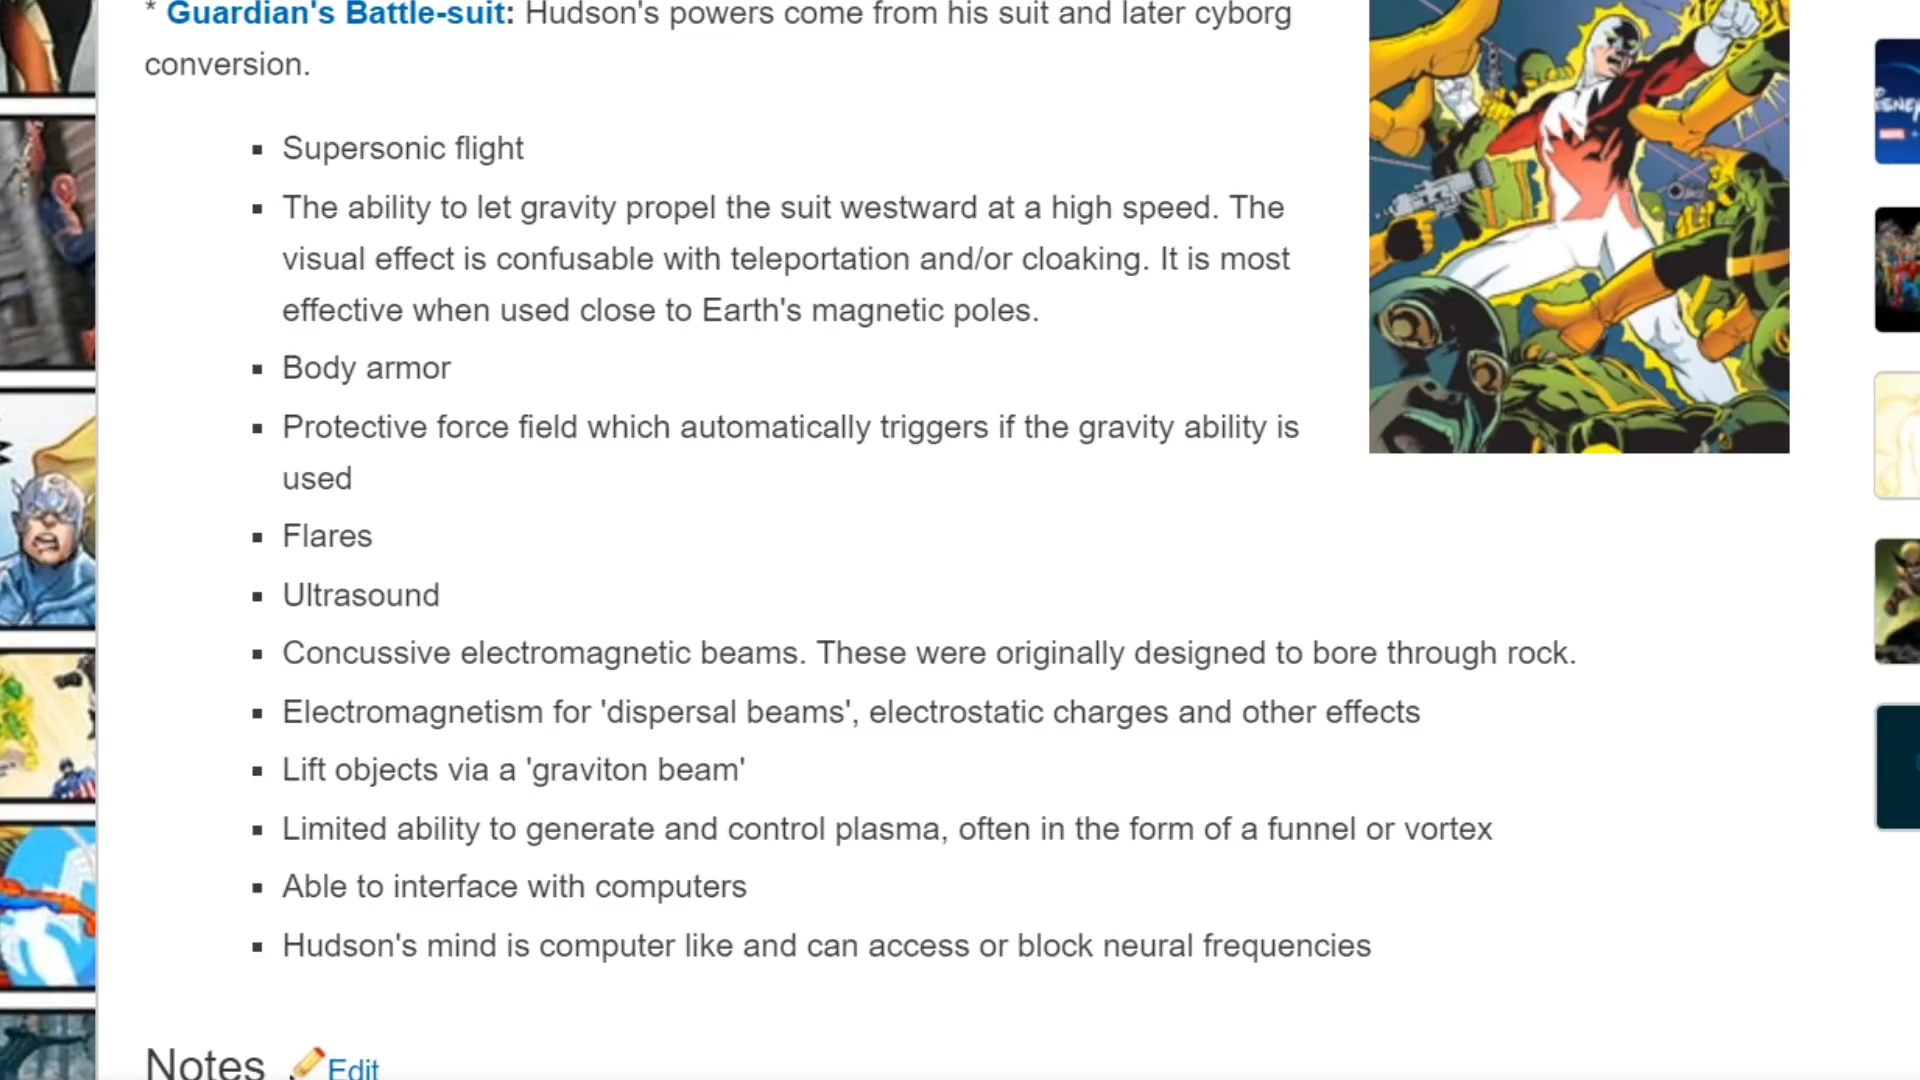 * Guardian's Battle-suit: Hudson's powers come from his suit and later cyborg
conversion.
▪ Supersonic flight
▪ The ability to let gravity propel the suit westward at a high speed. The
visual effect is confusable with teleportation and/or cloaking. It is most
effective when used close to Earth's magnetic poles.
▪ Body armor
▪ Protective force field which automatically triggers if the gravity ability is
used
▪ Flares
▪ Ultrasound
▪ Concussive electromagnetic beams. These were originally designed to bore through rock.
▪ Electromagnetism for 'dispersal beams', electrostatic charges and other effects
▪ Lift objects via a 'graviton beam'
▪ Limited ability to generate and control plasma, often in the form of a funnel or vortex
▪ Able to interface with computers
▪ Hudson's mind is computer like and can access or block neural frequencies
Notes Edit